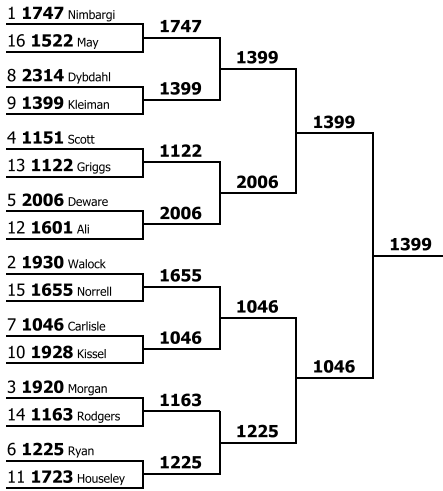 1 1747 Nimbargi
16 1522 May
8 2314 Dybdahl
9 1399 Kleiman
4 1151 Scott
13 1122 Griggs
5 2006 Deware
12 1601 Ali
2 1930 Walock
15 1655 Norrell
7 1046 Carlisle
10 1928 Kissel
3 1920 Morgan
14 1163 Rodgers
6 1225 Ryan
11 1723 Houseley
1747
1399
1122
2006
1655
1046
1163
1225
1399
2006
1046
1225
1399
1046
1399